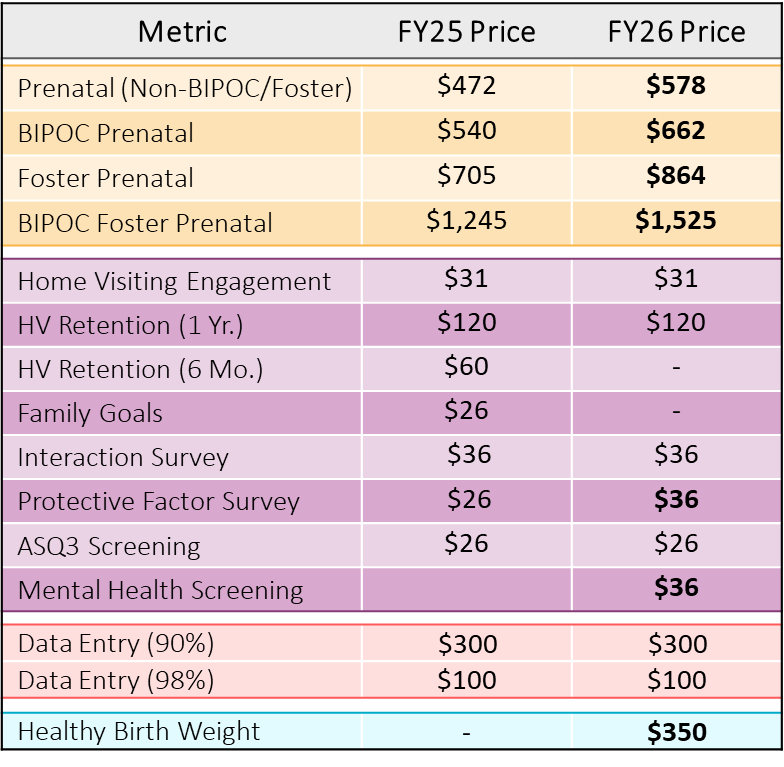 Metric FY25 Price FY26 Price
Prenatal (Non-BIPOC/Foster) $472 $578
BIPOC Prenatal $540 $662
Foster Prenatal $705 $864
BIPOC Foster Prenatal $1,245 $1,525
Home Visiting Engagement $31 $31
HV Retention (1 Yr.) $120 $120
HV Retention (6 Mo.) $60 -
Family Goals $26 -
Interaction Survey $36 $36
Protective Factor Survey $26 $36
ASQ3 Screening $26 $26
Mental Health Screening $36
Data Entry (90%) $300 $300
Data Entry (98%) $100 $100
Healthy Birth Weight - $350